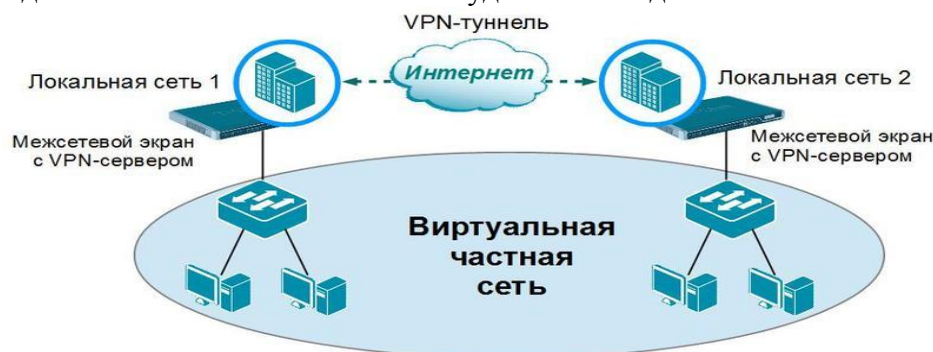 VPN-туннель
Интернет
Локальная сеть 1
Локальная сеть 2
Межсетевой экран
с VPN-сервером
Межсетевой экран
с VPN-сервером
Виртуальная
частная
сеть